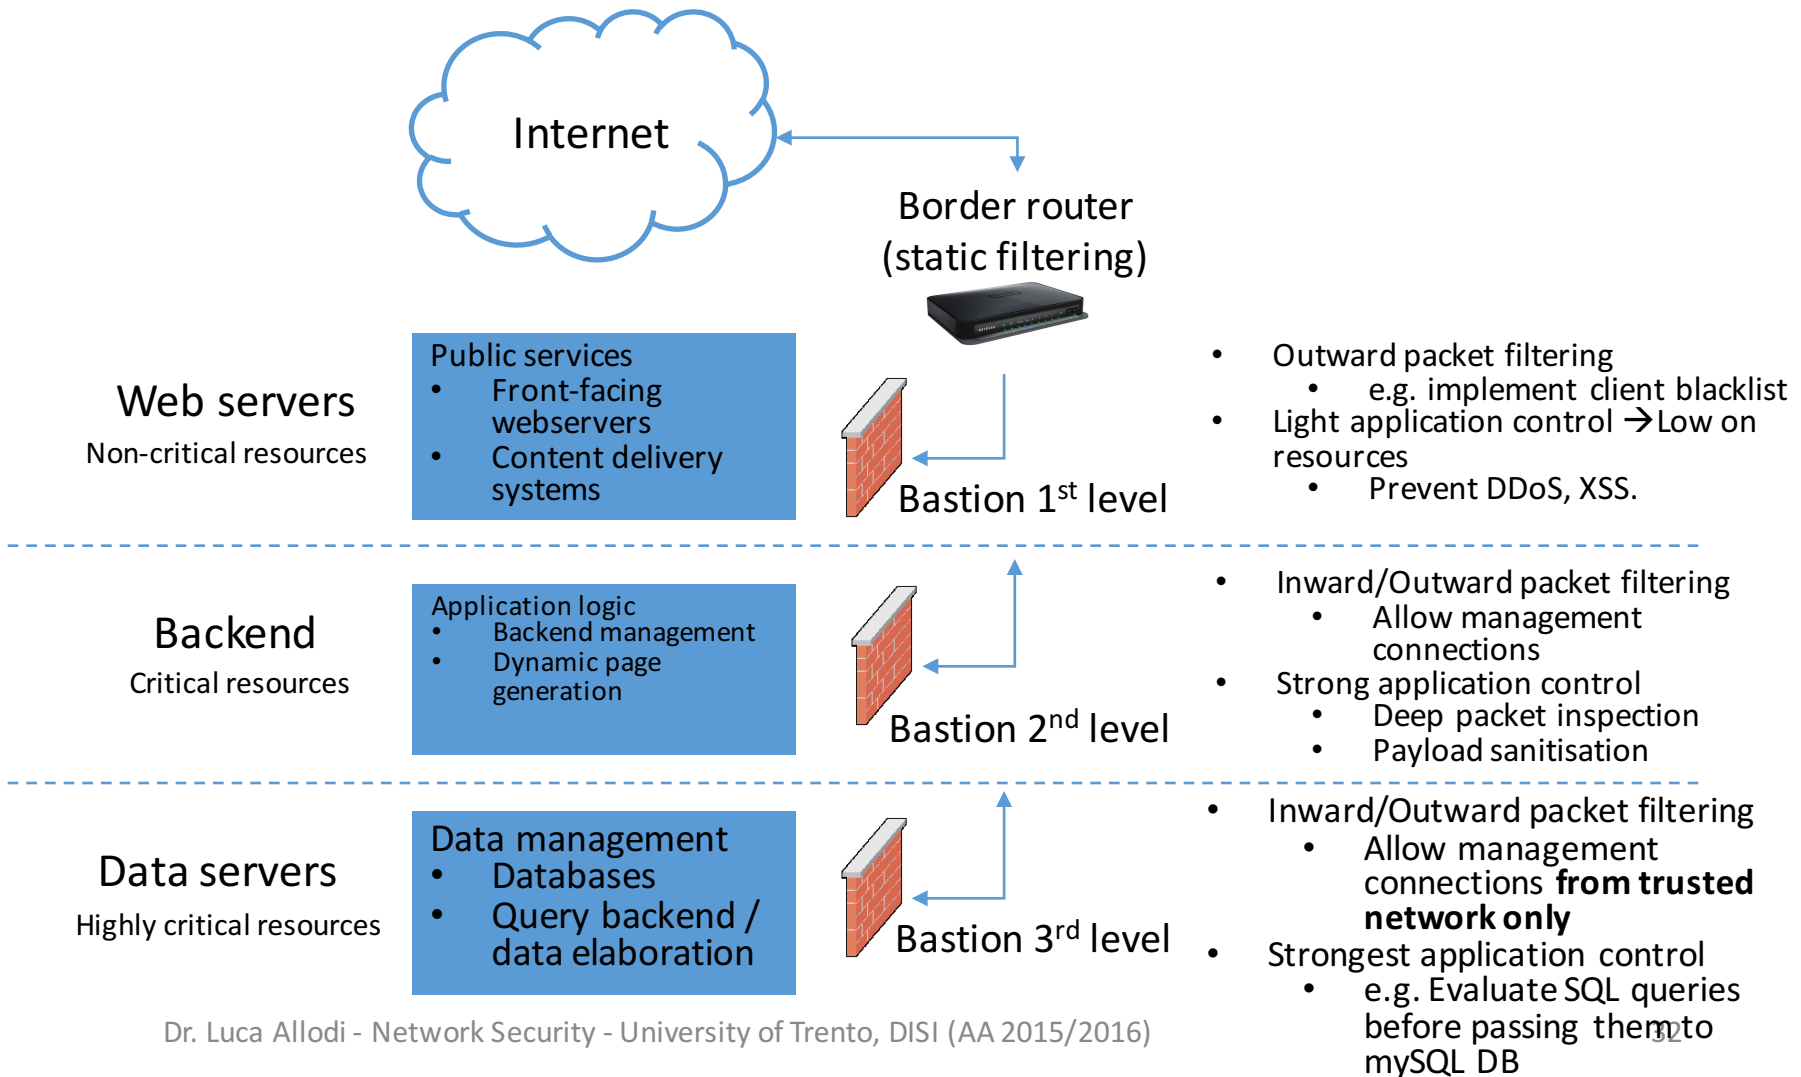 Internet
Border router
(static filtering)
Web servers
Non-critical resources
Public services
• Front-facing
webservers
• Content delivery
systems
Bastion 1st level
• Outward packet filtering
• e.g. implement client blacklist
• Light application control →Low on
resources
• Prevent DDoS, XSS.
Backend
Critical resources
Application logic
• Backend management
• Dynamic page
generation
Bastion 2nd level
• Inward/Outward packet filtering
• Allow management
connections
• Strong application control
• Deep packet inspection
• Payload sanitisation
Data servers
Highly critical resources
Data management
• Databases
• Query backend /
data elaboration
Bastion 3rd level
• Inward/Outward packet filtering
• Allow management
connections from trusted
network only
• Strongest application control
• e.g. Evaluate SQL queries
before passing them to
mySQL DB
Dr. Luca Allodi - Network Security - University of Trento, DISI (AA 2015/2016)
32